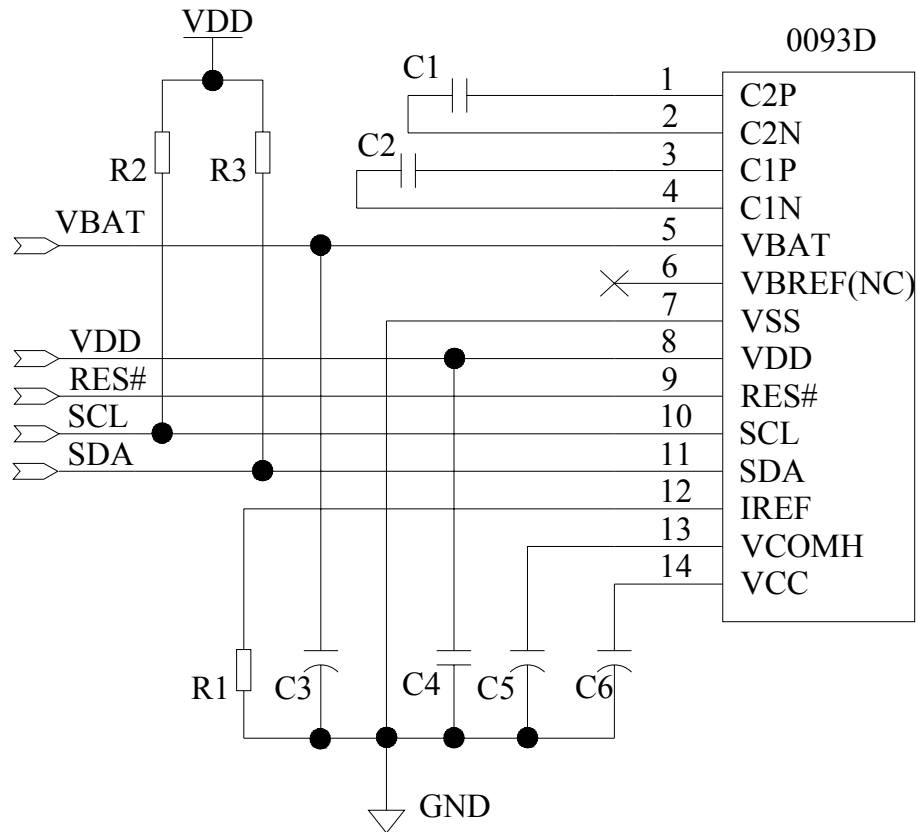 VDD
0093D
C1
1
C2P
2
C2N
R2
R3
C2
3
C1P
4
C1N
VBAT
5
VBAT
6
VBREF(NC)
7
VSS
VDD
8
VDD
RES#
9
RES#
SCL
10
SCL
SDA
11
SDA
12
IREF
13
VCOMH
14
VCC
R1
C3
C4
C5
C6
GND